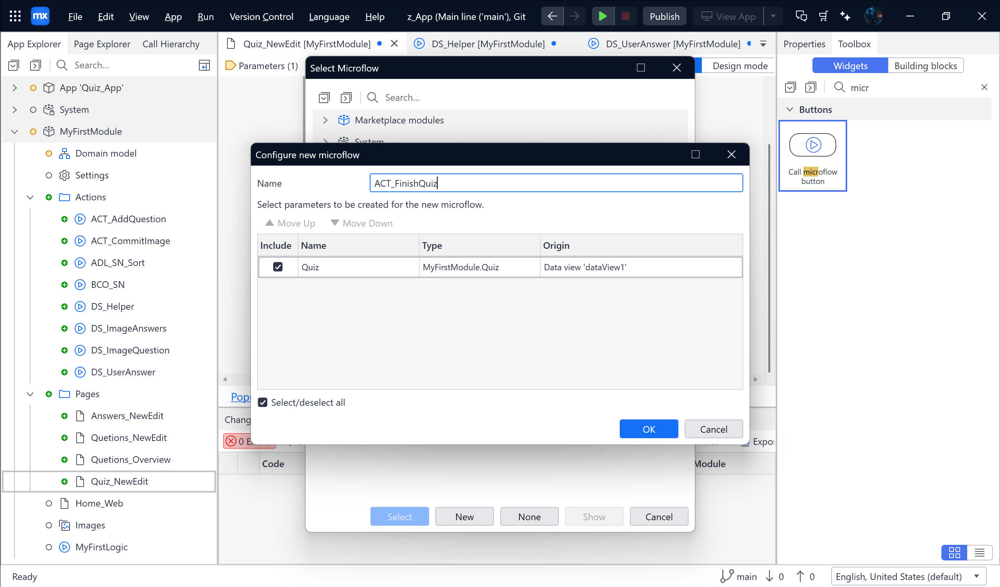 mx
File Edit View App Run Version Control Language Help z_App (Main line ('main'), Git Publish View App
App Explorer Page Explorer Call Hierarchy
Search...
App 'Quiz_App'
System
MyFirstModule
Domain model
Settings
Actions
ACT_AddQuestion
ACT_CommitImage
ADL_SN_Sort
BCO_SN
DS_Helper
DS_ImageAnswers
DS_ImageQuestion
DS_UserAnswer
Pages
Answers_NewEdit
Quetions_NewEdit
Quetions_Overview
Quiz_NewEdit
Home_Web
Images
MyFirstLogic
Quiz_NewEdit [MyFirstModule] DS_Helper [MyFirstModule] DS_UserAnswer [MyFirstModule]
Parameters (1) Design mode
Select Microflow
Search...
Marketplace modules
System
Configure new microflow
Name ACT_FinishQuiz
Select parameters to be created for the new microflow.
Move Up Move Down
Include Name Type Origin
Quiz MyFirstModule.Quiz Data view 'dataView1'
Select/deselect all
OK Cancel
Popu
Chang
0 E Expor
Code Module
Select New None Show Cancel
Properties Toolbox
Widgets Building blocks
micr
Buttons
Call microflow
button
Ready main 0 0 English, United States (default)